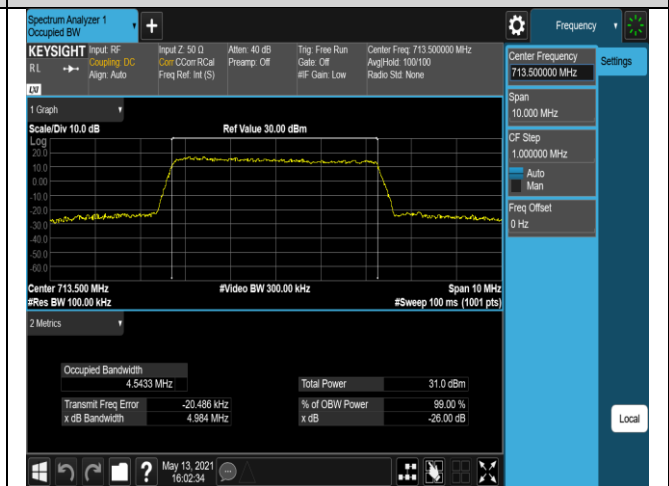 Spectrum Analyzer 1
Occupied BW
+
Frequency
KEYSIGHT
RL
LXI
Input: RF
Coupling: DC
Align: Auto
Input Z: 50 Ω
Corr CCorr RCal
Freq Ref: Int (S)
Atten: 40 dB
Preamp: Off
Trig: Free Run
Gate: Off
#IF Gain: Low
Center Freq: 713.500000 MHz
Avg|Hold: 100/100
Radio Std: None
Center Frequency
713.500000 MHz
Settings
Span
10.000 MHz
CF Step
1.000000 MHz
Auto
Man
Freq Offset
0 Hz
Local
1 Graph
Scale/Div 10.0 dB
Ref Value 30.00 dBm
Log
20.0
10.0
0.00
-10.0
-20.0
-30.0
-40.0
-50.0
-60.0
Center 713.500 MHz
#Video BW 300.00 kHz
Span 10 MHz
#Res BW 100.00 kHz
#Sweep 100 ms (1001 pts)
2 Metrics
Occupied Bandwidth
4.5433 MHz
Total Power 31.0 dBm
Transmit Freq Error -20.486 kHz
% of OBW Power 99.00 %
x dB Bandwidth 4.984 MHz
x dB -26.00 dB
?
May 13, 2021
16:02:34